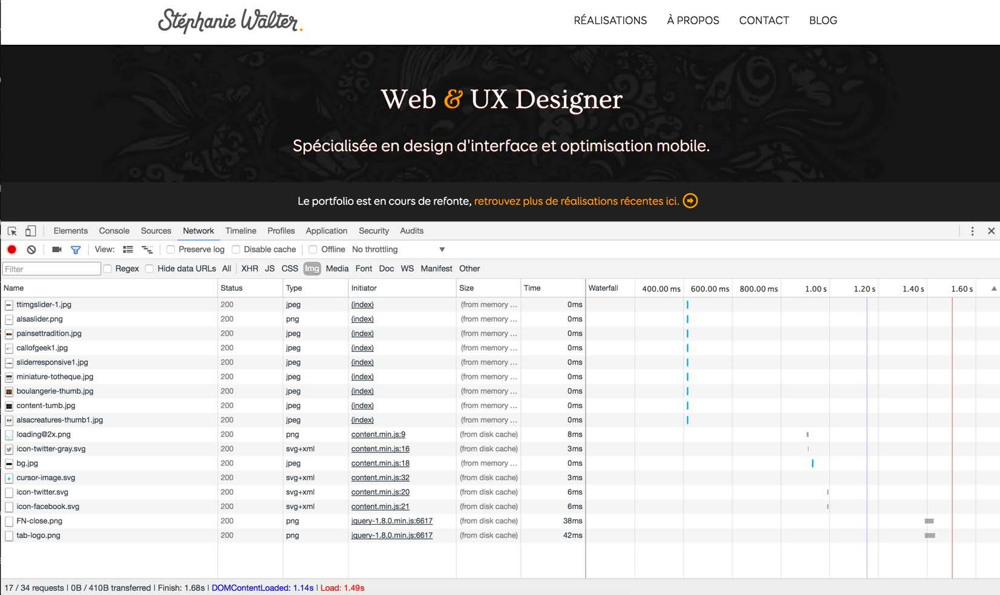 Stéphanie Walter.
RÉALISATIONS À PROPOS CONTACT BLOG
Web & UX Designer
Spécialisée en design d'interface et optimisation mobile.
Le portfolio est en cours de refonte, retrouvez plus de réalisations récentes ici.
Elements Console Sources Network Timeline Profiles Application Security Audits
View: Preserve log Disable cache Offline No throttling
Filter Regex Hide data URLs All XHR JS CSS Img Media Font Doc WS Manifest Other
Name Status Type Initiator Size Time Waterfall 400.00 ms 600.00 ms 800.00 ms 1.00 s 1.20 s 1.40 s 1.60 s
ttimgslider-1.jpg 200 jpeg (index) (from memory ... 0ms
alsaslider.png 200 png (index) (from memory ... 0ms
painsettradition.jpg 200 jpeg (index) (from memory ... 0ms
callofgeek1.jpg 200 jpeg (index) (from memory ... 0ms
sliderresponsive1.jpg 200 jpeg (index) (from memory ... 0ms
miniature-totheque.jpg 200 jpeg (index) (from memory ... 0ms
boulangerie-thumb.jpg 200 jpeg (index) (from memory ... 0ms
content-tumb.jpg 200 jpeg (index) (from memory ... 0ms
alsacreatures-thumb1.jpg 200 jpeg (index) (from memory ... 0ms
loading@2x.png 200 png content.min.js:9 (from disk cache) 8ms
icon-twitter-gray.svg 200 svg+xml content.min.js:16 (from disk cache) 3ms
bg.jpg 200 jpeg content.min.js:18 (from memory ... 0ms
cursor-image.svg 200 svg+xml content.min.js:32 (from disk cache) 3ms
icon-twitter.svg 200 svg+xml content.min.js:20 (from disk cache) 6ms
icon-facebook.svg 200 svg+xml content.min.js:21 (from disk cache) 6ms
FN-close.png 200 png jquery-1.8.0.min.js:6617 (from disk cache) 38ms
tab-logo.png 200 png jquery-1.8.0.min.js:6617 (from disk cache) 42ms
17 / 34 requests | 0B / 410B transferred | Finish: 1.68s | DOMContentLoaded: 1.14s | Load: 1.49s